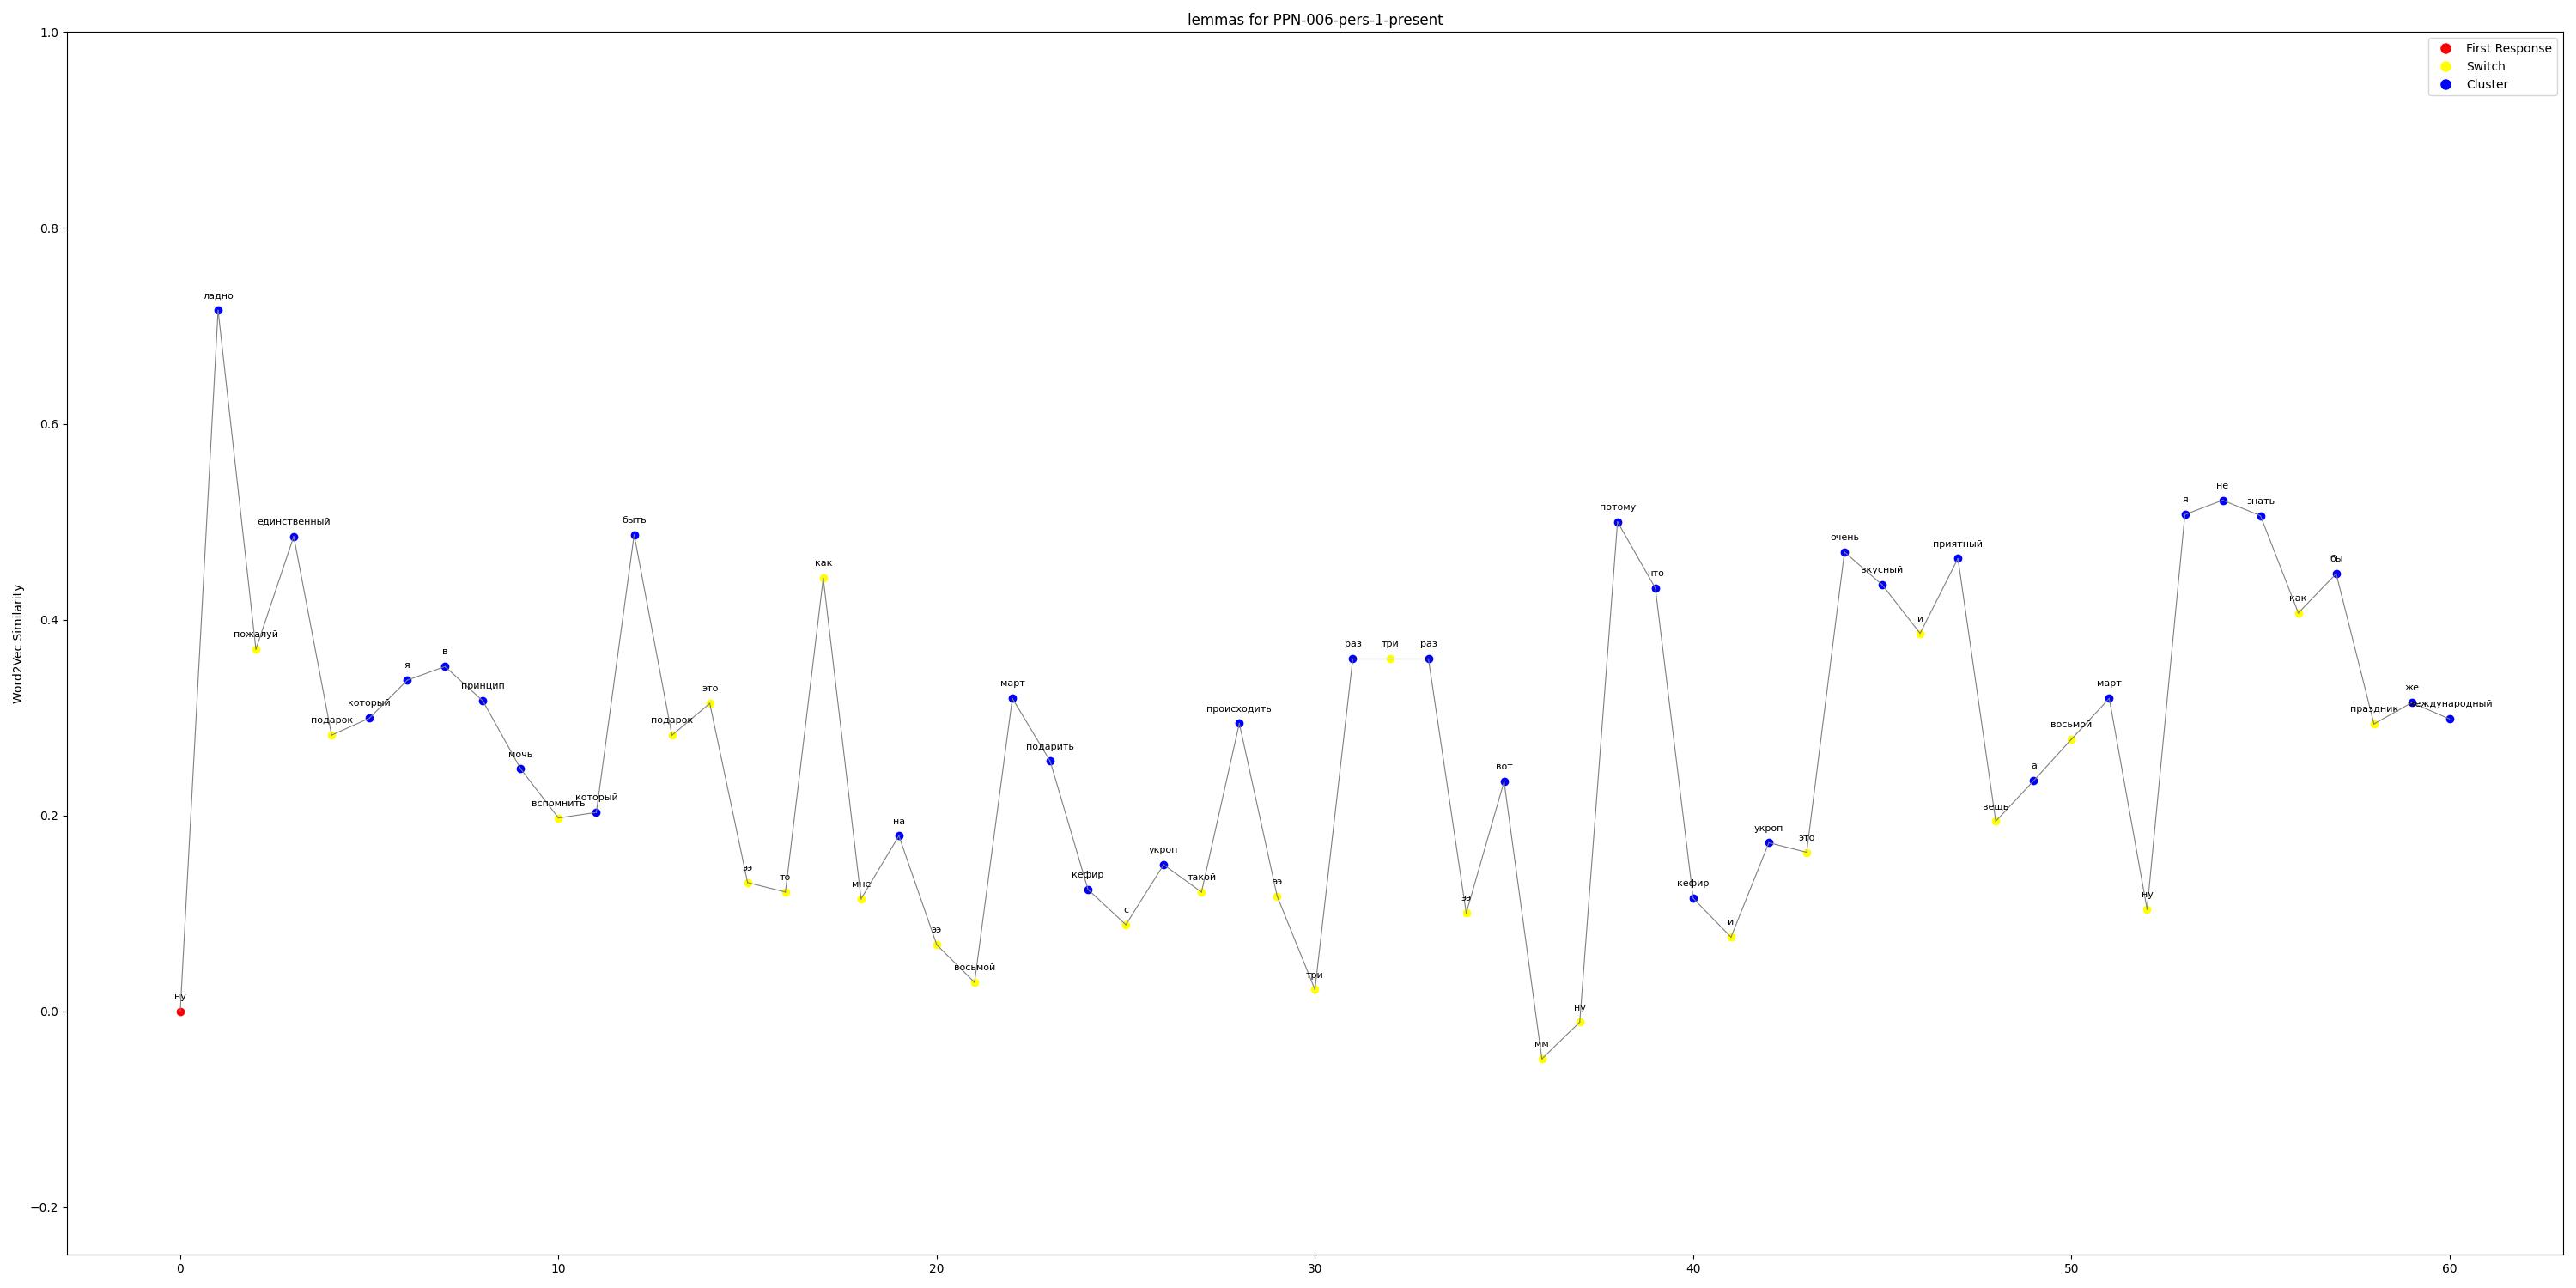 lemmas for PPN-006-pers-1-present
First Response
Switch
Cluster
Word2Vec Similarity
1.0
0.8
0.6
0.4
0.2
0.0
−0.2
ну
ладно
пожалуй
единственный
подарок
который
я
в
принцип
мочь
вспомнить
который
быть
подарок
это
ээ
то
как
мне
на
ээ
восьмой
март
подарить
кефир
с
укроп
такой
происходить
ээ
три
раз
три
раз
ээ
вот
мм
ну
потому
что
кефир
и
укроп
это
очень
вкусный
и
приятный
вещь
а
восьмой
март
ну
я
не
знать
как
бы
праздник
же
международный
0 10 20 30 40 50 60